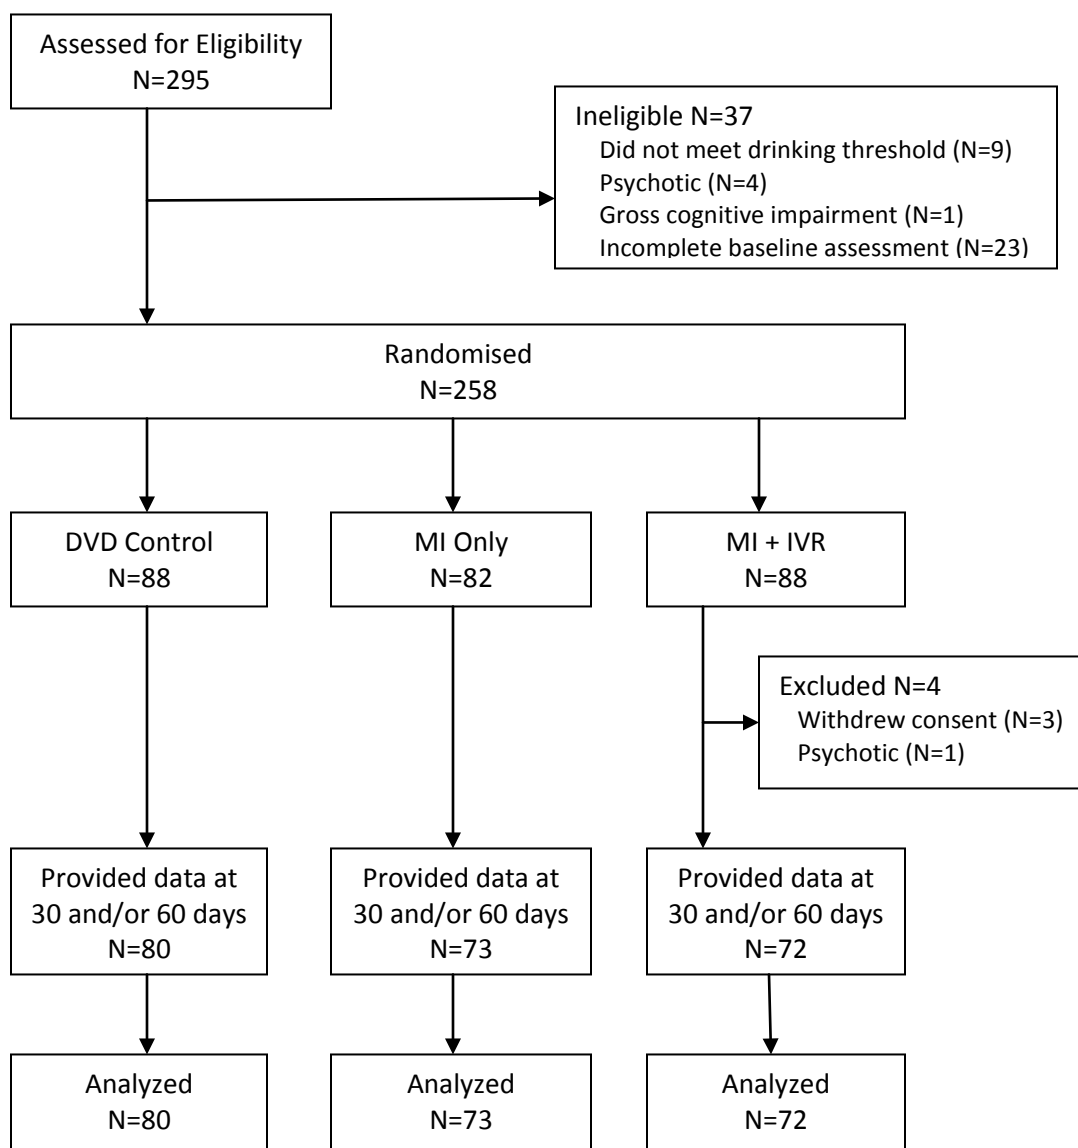 Assessed for Eligibility
N=295
Ineligible N=37
Did not meet drinking threshold (N=9)
Psychotic (N=4)
Gross cognitive impairment (N=1)
Incomplete baseline assessment (N=23)
Randomised
N=258
DVD Control
N=88
MI Only
N=82
MI + IVR
N=88
Excluded N=4
Withdrew consent (N=3)
Psychotic (N=1)
Provided data at
30 and/or 60 days
N=80
Provided data at
30 and/or 60 days
N=73
Provided data at
30 and/or 60 days
N=72
Analyzed
N=80
Analyzed
N=73
Analyzed
N=72